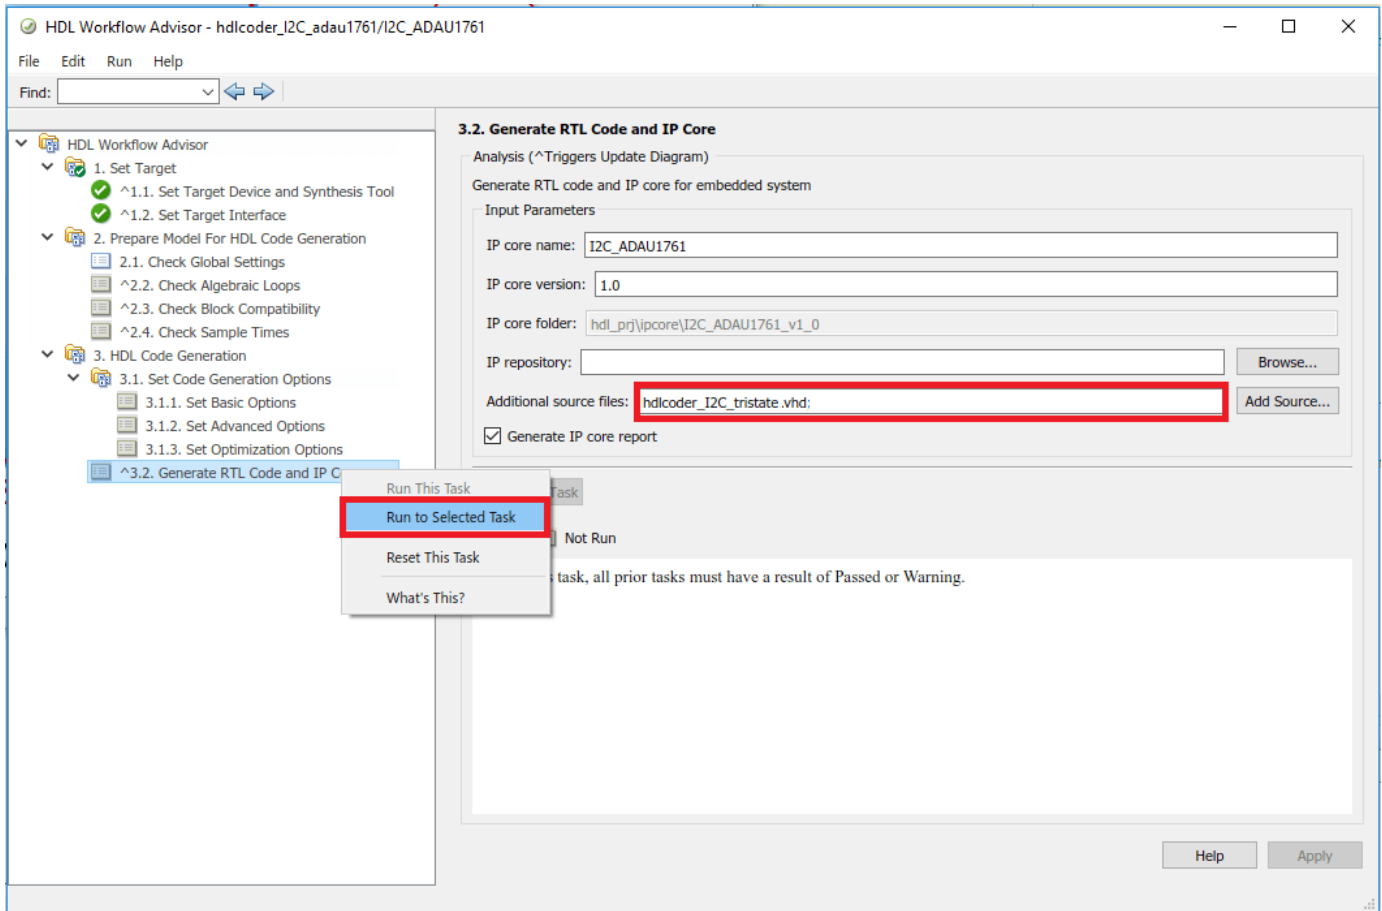 HDL Workflow Advisor - hdlcoder_I2C_adau1761/I2C_ADAU1761
File Edit Run Help
Find:
HDL Workflow Advisor
1. Set Target
^1.1. Set Target Device and Synthesis Tool
^1.2. Set Target Interface
2. Prepare Model For HDL Code Generation
2.1. Check Global Settings
^2.2. Check Algebraic Loops
^2.3. Check Block Compatibility
^2.4. Check Sample Times
3. HDL Code Generation
3.1. Set Code Generation Options
3.1.1. Set Basic Options
3.1.2. Set Advanced Options
3.1.3. Set Optimization Options
^3.2. Generate RTL Code and IP C
Run This Task
Run to Selected Task
Reset This Task
What's This?
3.2. Generate RTL Code and IP Core
Analysis (^Triggers Update Diagram)
Generate RTL code and IP core for embedded system
Input Parameters
IP core name: I2C_ADAU1761
IP core version: 1.0
IP core folder: hdl_prj\ipcore\I2C_ADAU1761_v1_0
IP repository: Browse...
Additional source files: hdlcoder_I2C_tristate.vhd; Add Source...
Generate IP core report
Task
Not Run
task, all prior tasks must have a result of Passed or Warning.
Help Apply